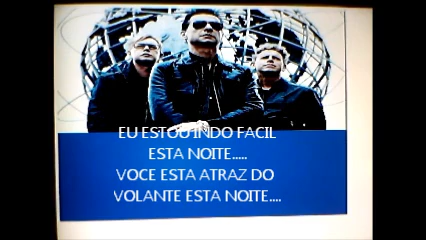 EU ESTOU INDO FACIL
ESTA NOITE.....
VOCE ESTA ATRAZ DO
VOLANTE ESTA NOITE....